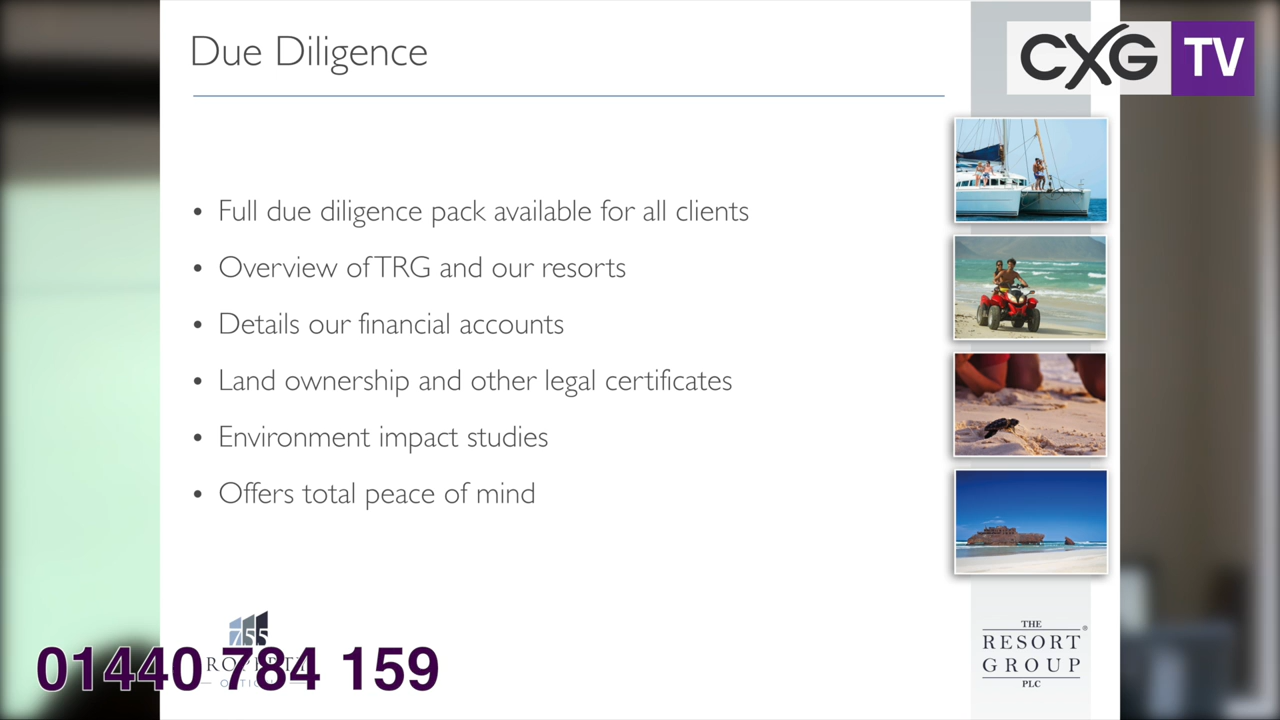 Due Diligence
CXG TV
• Full due diligence pack available for all clients
• Overview of TRG and our resorts
• Details our financial accounts
• Land ownership and other legal certificates
• Environment impact studies
• Offers total peace of mind
755
01440 784 159
THE
RESORT®
GROUP
PLC